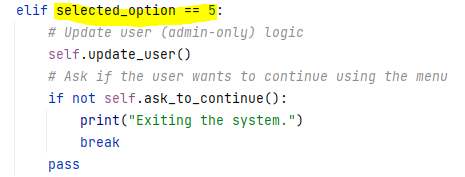 elif selected_option == 5:
# Update user (admin-only) logic
self.update_user()
# Ask if the user wants to continue using the menu
if not self.ask_to_continue():
print("Exiting the system.")
break
pass